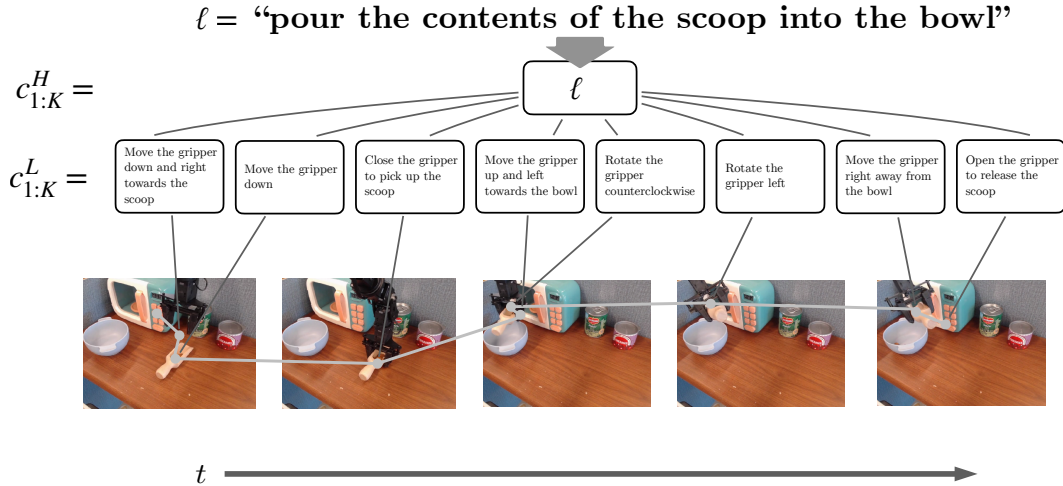 ℓ = “pour the contents of the scoop into the bowl”
c^H_{1:K} =
ℓ
c^L_{1:K} =
Move the gripper
down and right
towards the
scoop
Move the gripper
down
Close the gripper
to pick up the
scoop
Move the gripper
up and left
towards the bowl
Rotate the
gripper
counterclockwise
Rotate the
gripper left
Move the gripper
right away from
the bowl
Open the gripper
to release the
scoop
t